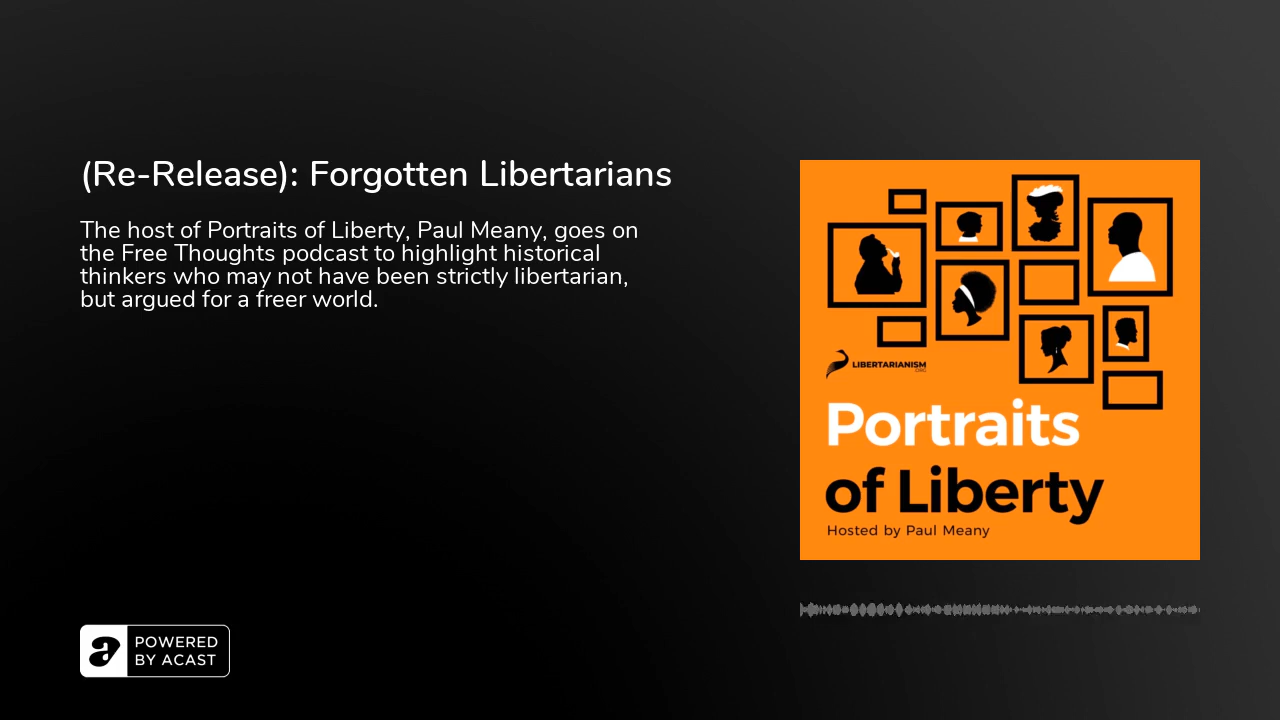 (Re-Release): Forgotten Libertarians
The host of Portraits of Liberty, Paul Meany, goes on
the Free Thoughts podcast to highlight historical
thinkers who may not have been strictly libertarian,
but argued for a freer world.
LIBERTARIANISM
.ORG
Portraits
of Liberty
Hosted by Paul Meany
POWERED
BY ACAST